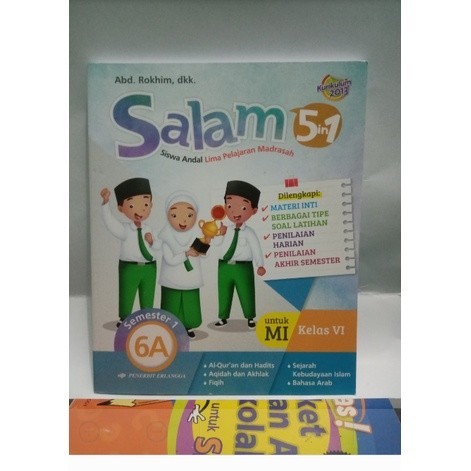 Abd. Rokhim, dkk.
Kurikulum
2013
Salam 5in1
Siswa Andal Lima Pelajaran Madrasah
Dilengkapi:
MATERI INTI
BERBAGAI TIPE
SOAL LATIHAN
PENILAIAN
HARIAN
PENILAIAN
AKHIR SEMESTER
untuk
MI
Kelas VI
Semester 1
6A
PENERBIT ERLANGGA
• Al-Qur'an dan Hadits
• Aqidah dan Akhlak
• Fiqih
• Sejarah
Kebudayaan Islam
• Bahasa Arab
untuk